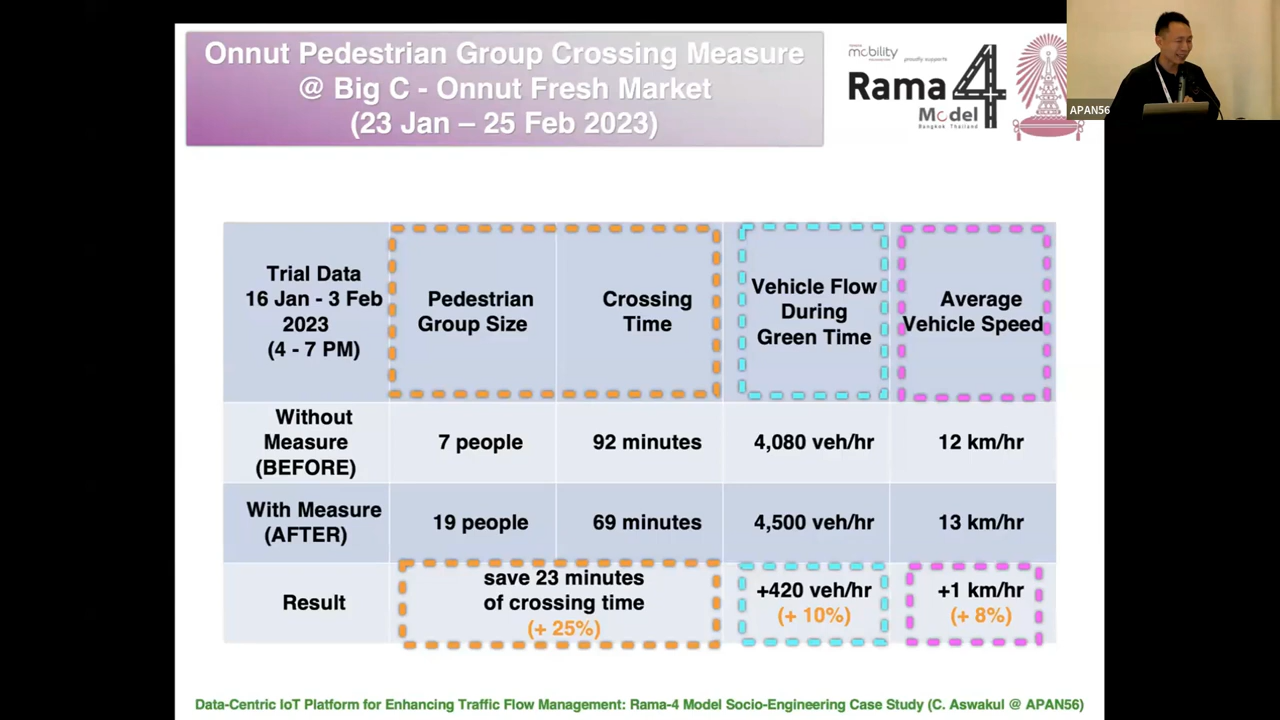 Onnut Pedestrian Group Crossing Measure
@ Big C - Onnut Fresh Market
(23 Jan – 25 Feb 2023)
mobility
proudly supports
Rama 4
Model
Bangkok Thailand
APAN56
Trial Data
16 Jan - 3 Feb
2023
(4 - 7 PM)
Pedestrian
Group Size
Crossing
Time
Vehicle Flow
During
Green Time
Average
Vehicle Speed
Without
Measure
(BEFORE)
7 people
92 minutes
4,080 veh/hr
12 km/hr
With Measure
(AFTER)
19 people
69 minutes
4,500 veh/hr
13 km/hr
Result
save 23 minutes
of crossing time
(+ 25%)
+420 veh/hr
(+ 10%)
+1 km/hr
(+ 8%)
Data-Centric IoT Platform for Enhancing Traffic Flow Management: Rama-4 Model Socio-Engineering Case Study (C. Aswakul @ APAN56)